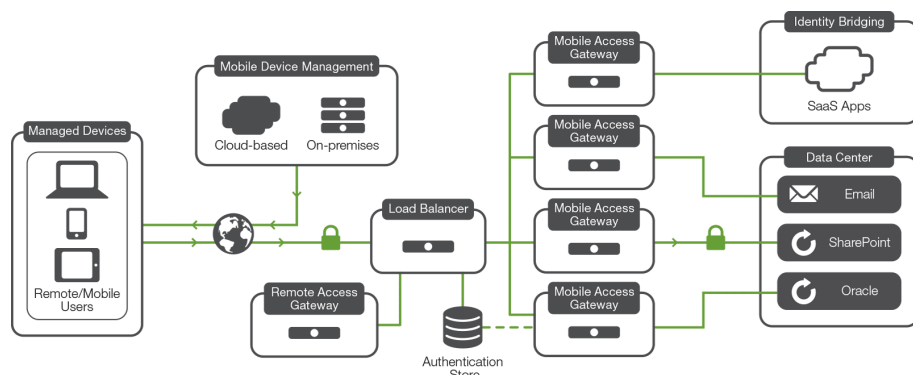 Managed Devices
Remote/Mobile
Users
Mobile Device Management
Cloud-based
On-premises
Load Balancer
Remote Access
Gateway
Authentication
Store
Mobile Access
Gateway
Mobile Access
Gateway
Mobile Access
Gateway
Mobile Access
Gateway
Identity Bridging
SaaS Apps
Data Center
Email
SharePoint
Oracle